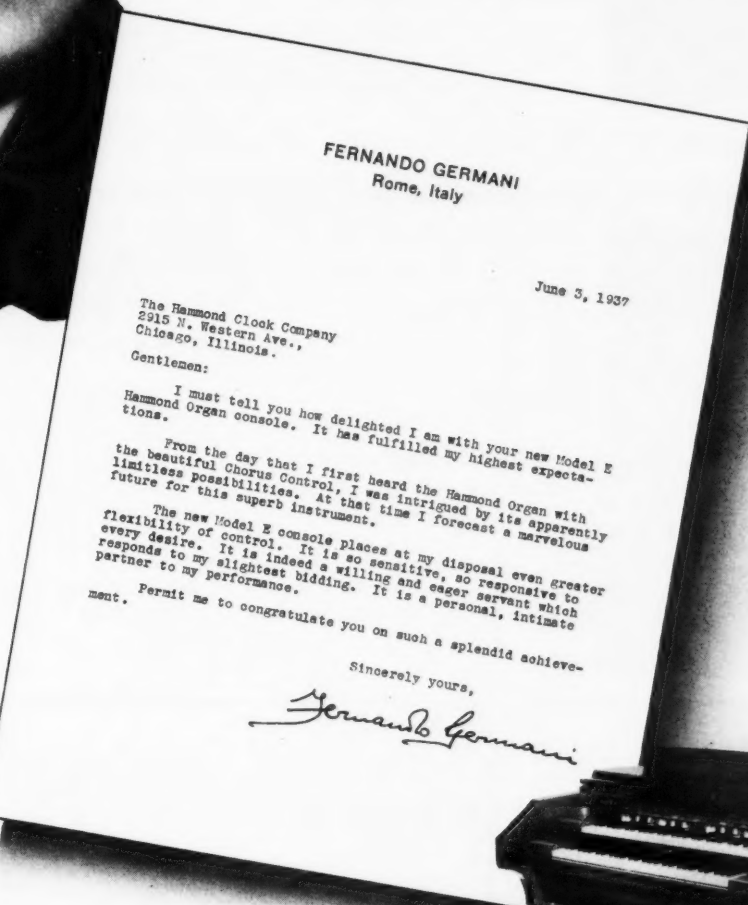 FERNANDO GERMANI
Rome, Italy
June 3, 1937
The Hammond Clock Company
2915 N. Western Ave.,
Chicago, Illinois.
Gentlemen:
I must tell you how delighted I am with your new Model E
Hammond Organ console. It has fulfilled my highest expecta-
tions.
From the day that I first heard the Hammond Organ with
the beautiful Chorus Control, I was intrigued by its apparently
limitless possibilities. At that time I forecast a marvelous
future for this superb instrument.
The new Model E console places at my disposal even greater
flexibility of control. It is so sensitive, so responsive to
every desire. It is indeed a willing and eager servant which
responds to my slightest bidding. It is a personal, intimate
partner to my performance.
Permit me to congratulate you on such a splendid achieve-
ment.
Sincerely yours,
Fernando Germani